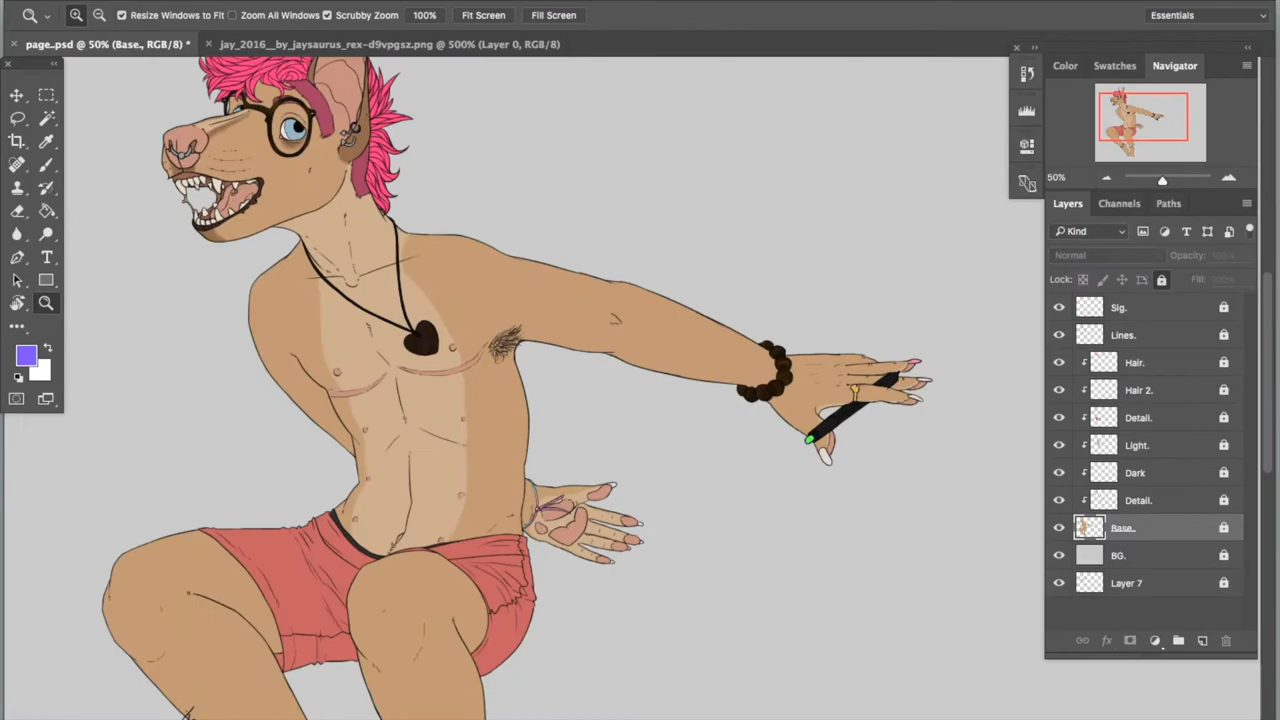 Resize Windows to Fit Zoom All Windows Scrubby Zoom 100% Fit Screen Fill Screen Essentials
page_.psd @ 50% (Base., RGB/8) * jay_2016__by_jaysaurus_rex-d9vpgsz.png @ 500% (Layer 0, RGB/8)
Color Swatches Navigator
50%
Layers Channels Paths
Kind
Normal Opacity:
Lock: Fill:
Sig.
Lines.
Hair.
Hair 2.
Detail.
Light.
Dark
Detail.
Base..
BG.
Layer 7